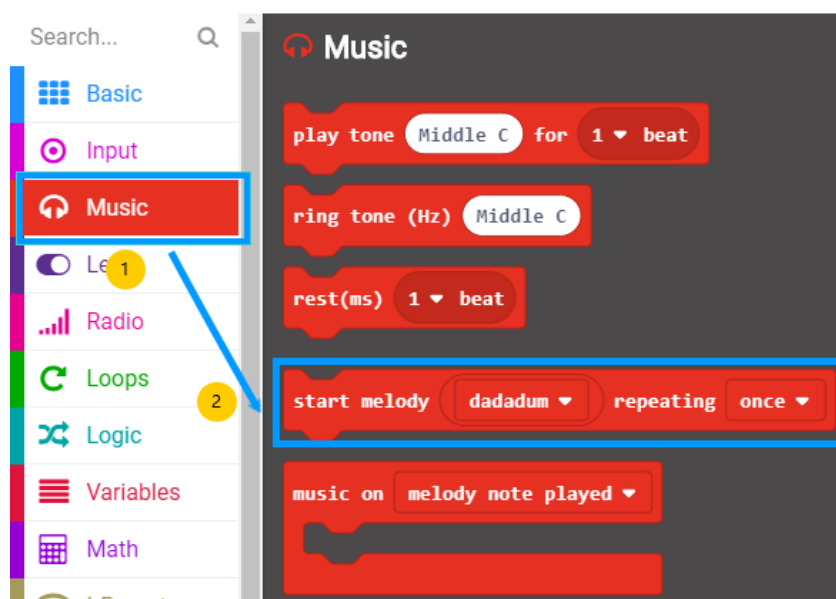 Search...
Basic
Input
Music
1
Radio
Loops
2
Logic
Variables
Math
Music
play tone Middle C for 1 beat
ring tone (Hz) Middle C
rest(ms) 1 beat
start melody dadadum repeating once
music on melody note played